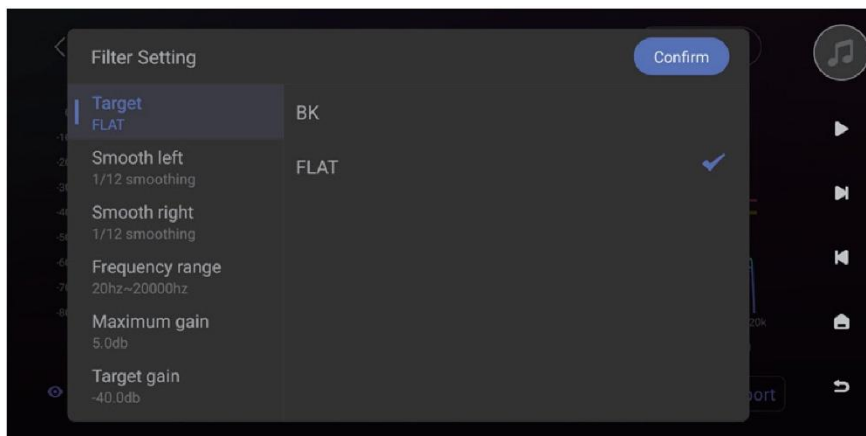 Filter Setting
Confirm
Target
FLAT
BK
Smooth left
1/12 smoothing
FLAT
Smooth right
1/12 smoothing
Frequency range
20hz~20000hz
Maximum gain
5.0db
Target gain
-40.0db
20k